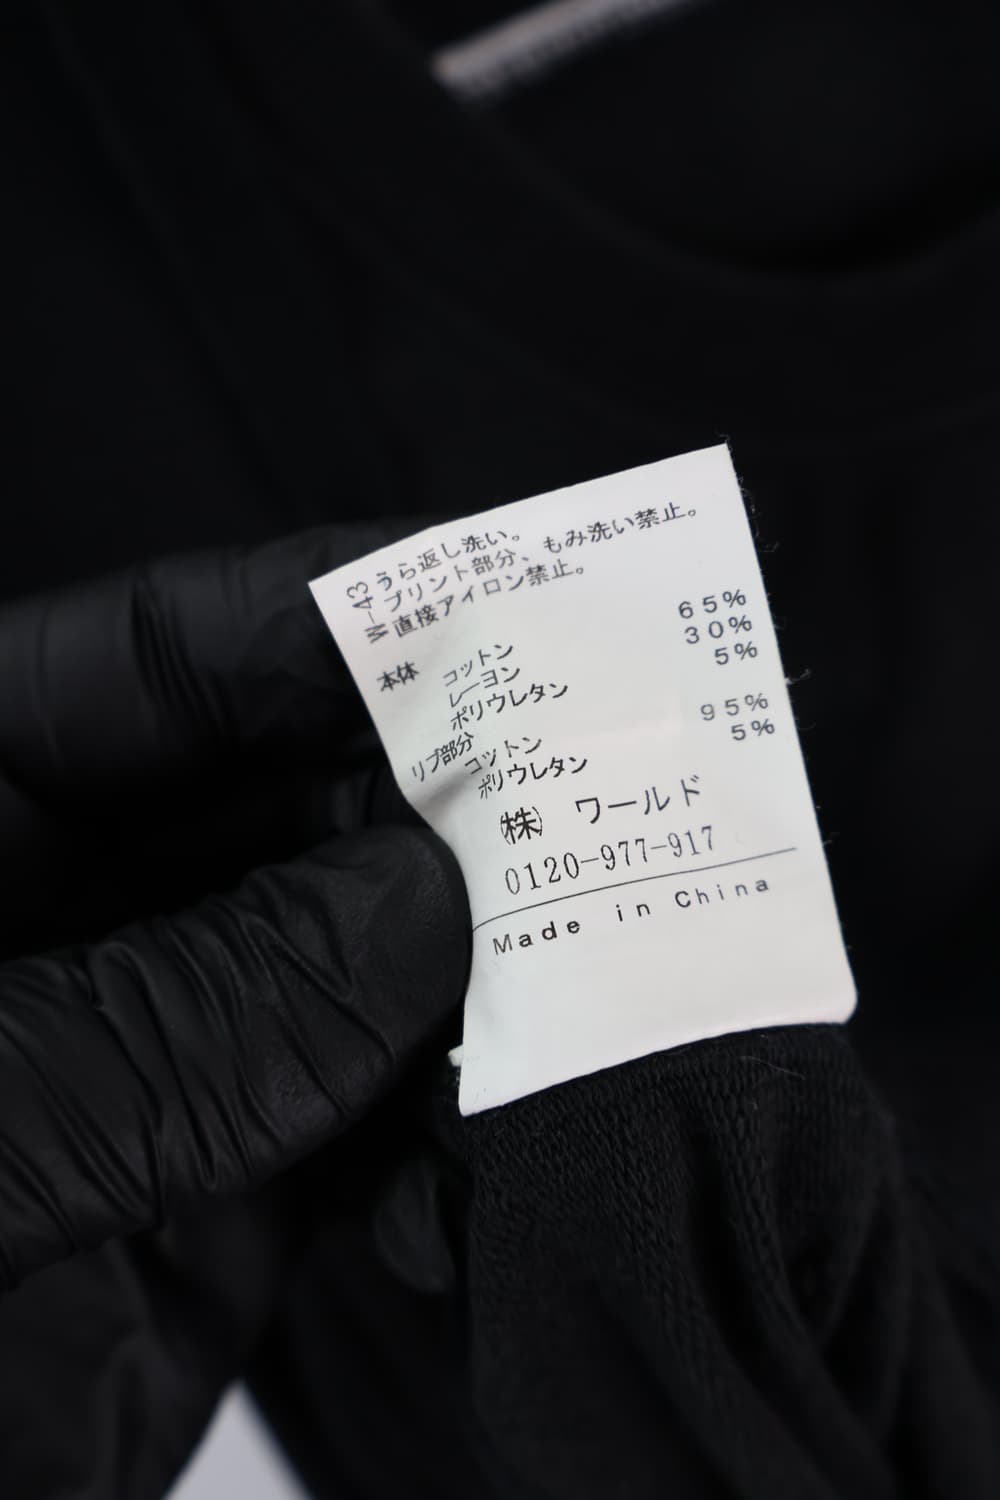 W-43
うら返し洗い。
プリント部分、もみ洗い禁止。
直接アイロン禁止。
本体 コットン 65%
レーヨン 30%
ポリウレタン 5%
リブ部分
コットン 95%
ポリウレタン 5%
(株) ワールド
0120-977-917
Made in China